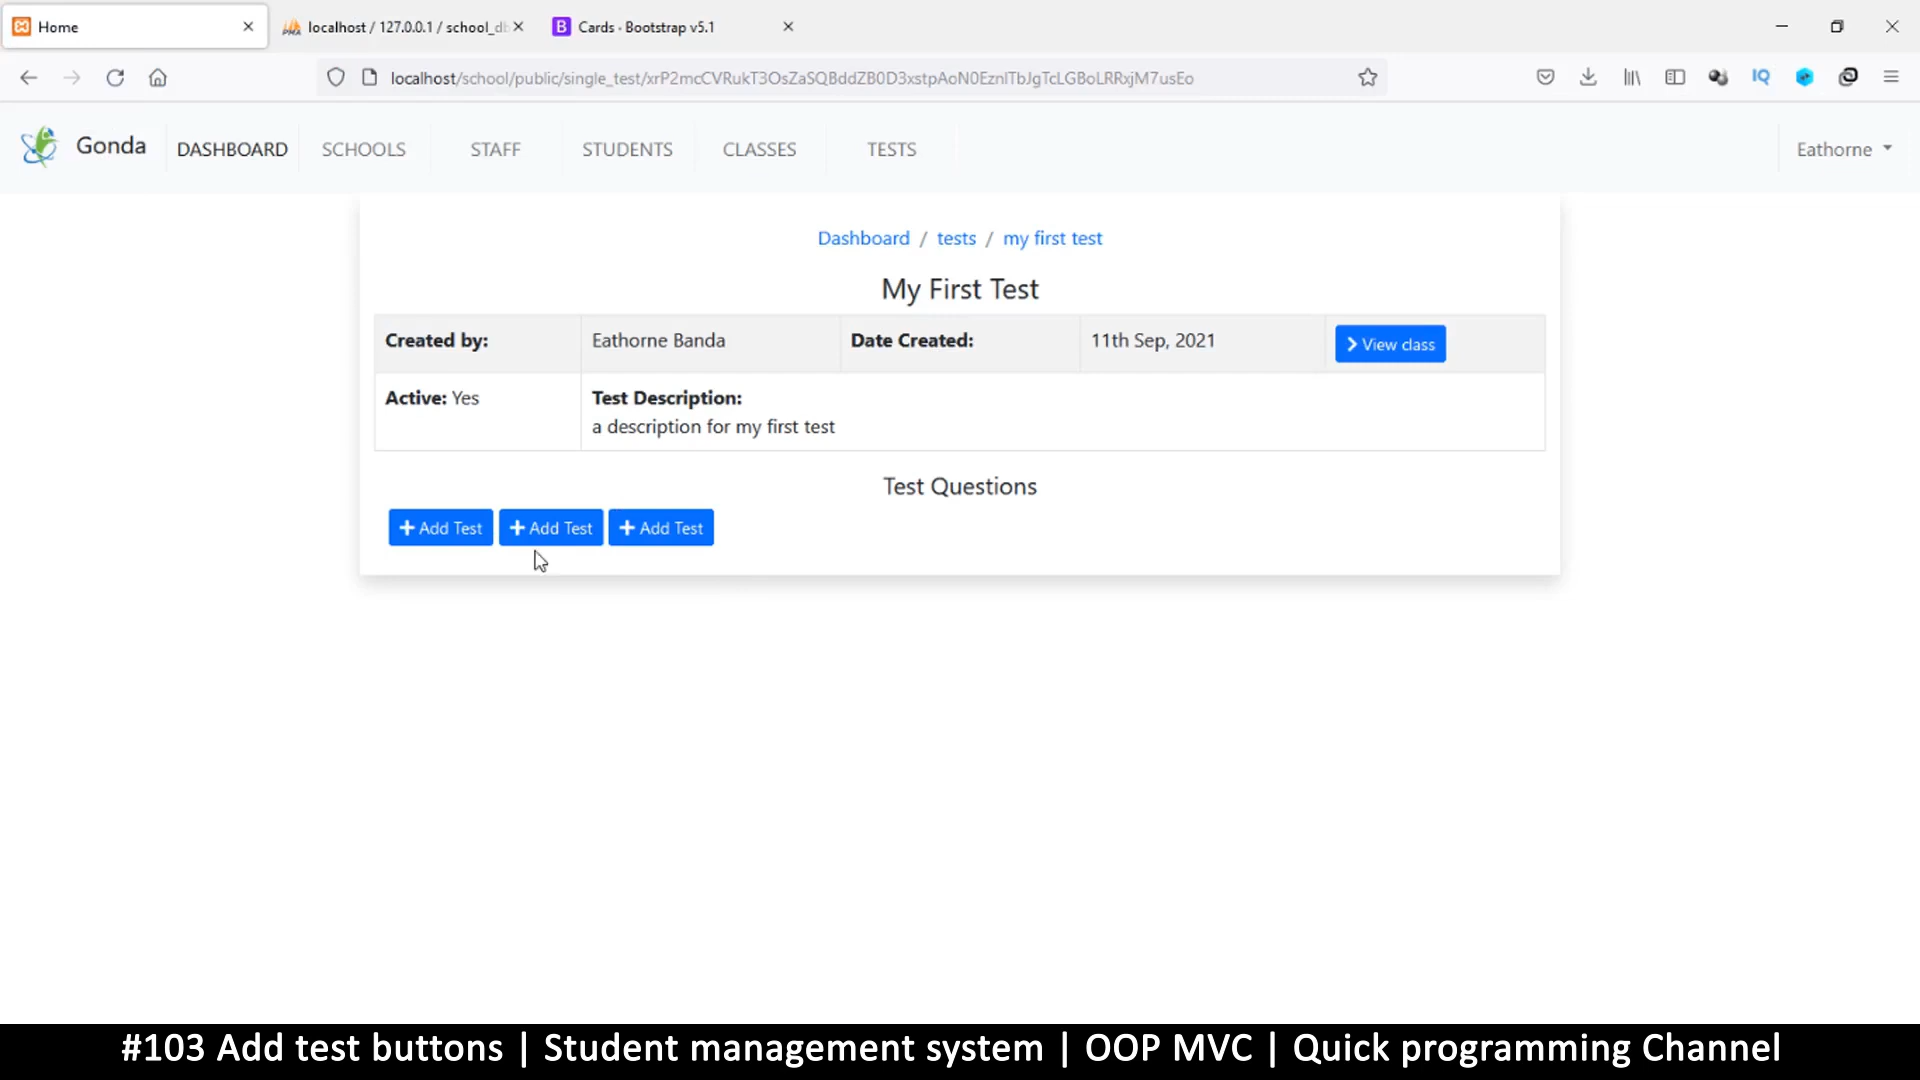 Home
localhost / 127.0.0.1 / school_db
Cards · Bootstrap v5.1
localhost/school/public/single_test/xrP2mcCVRukT3OsZaSQBddZB0D3xstpAoN0EznITbJgTcLGBoLRRxjM7usEo
IQ
Gonda
DASHBOARD
SCHOOLS
STAFF
STUDENTS
CLASSES
TESTS
Eathorne
Dashboard / tests / my first test
My First Test
Created by: Eathorne Banda Date Created: 11th Sep, 2021 View class
Active: Yes
Test Description:
a description for my first test
Test Questions
Add Test Add Test Add Test
#103 Add test buttons | Student management system | OOP MVC | Quick programming Channel